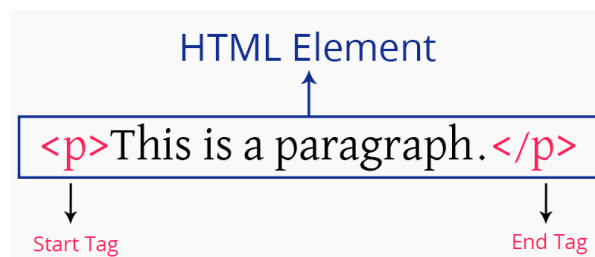 HTML Element
<p>This is a paragraph.</p>
Start Tag
End Tag